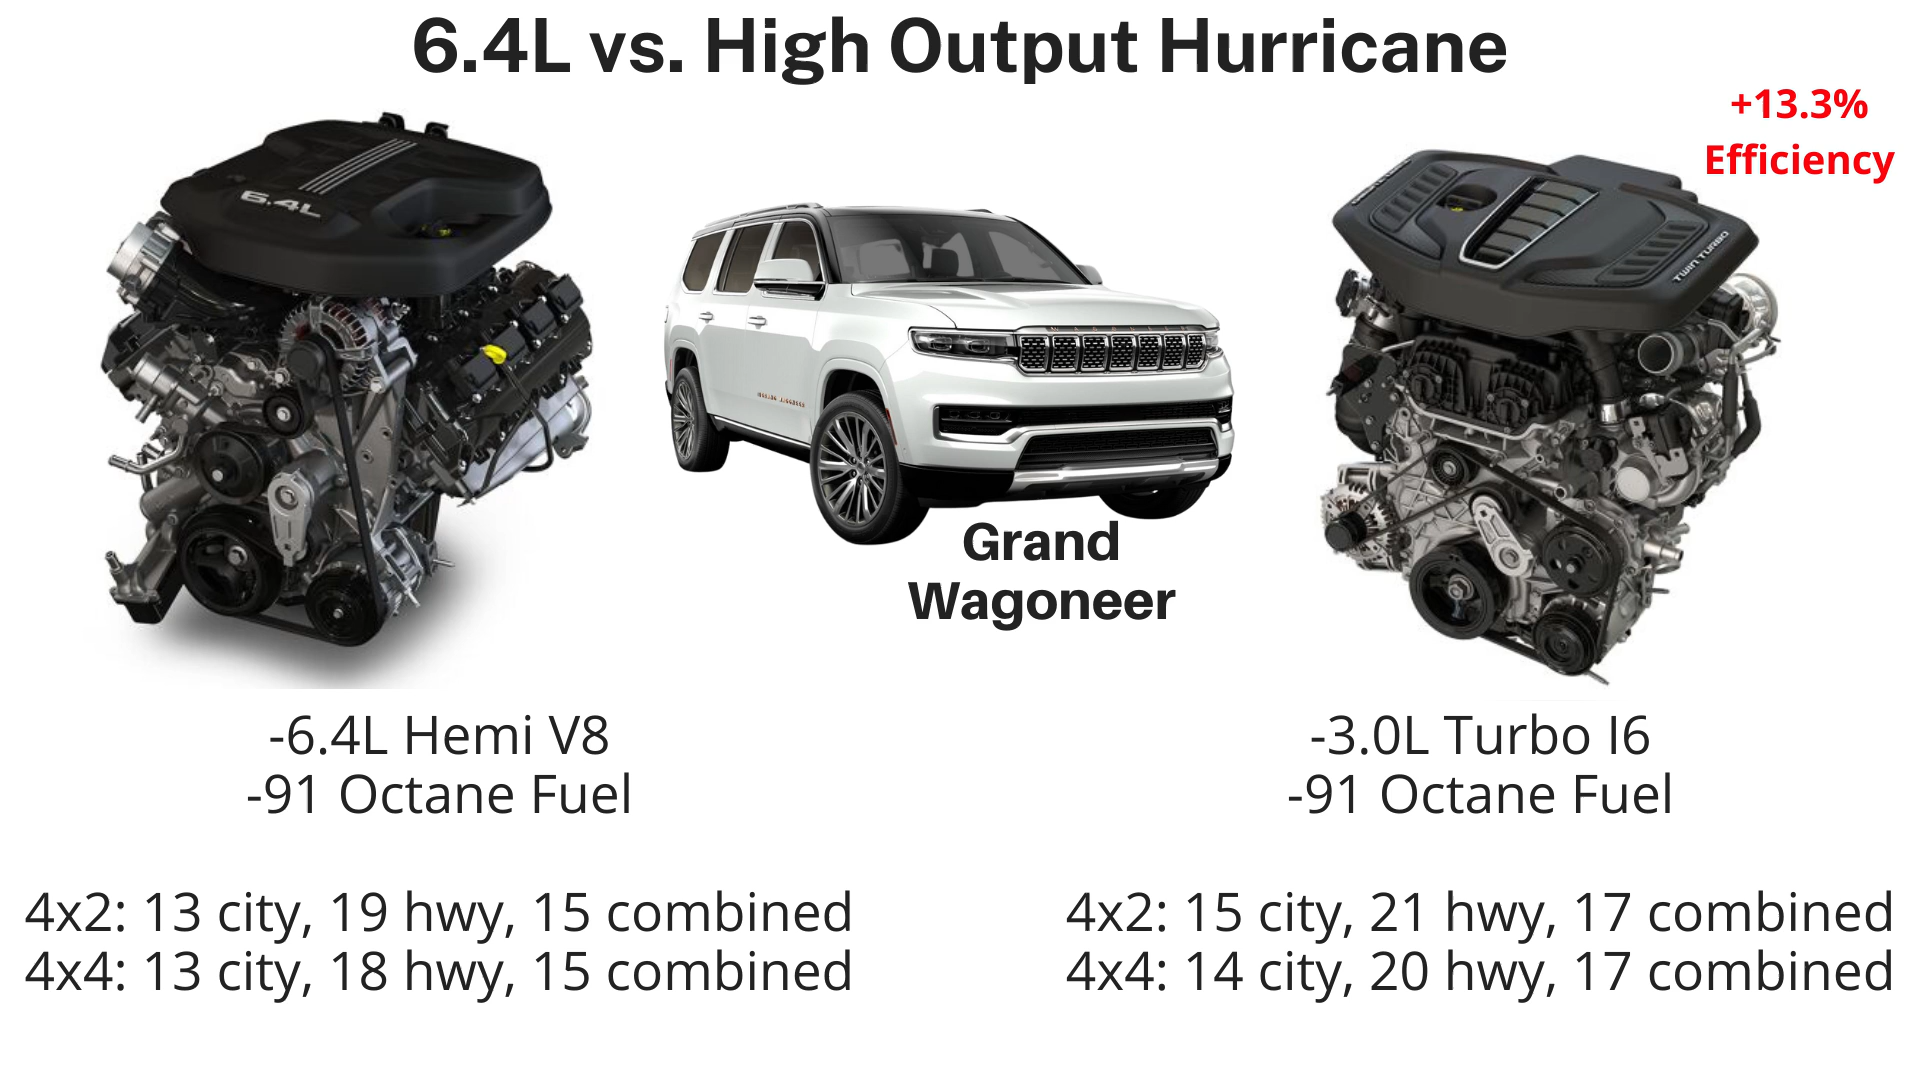 6.4L vs. High Output Hurricane
+13.3%
Efficiency
6.4L
TWIN TURBO
WAGONEER
Grand
Wagoneer
-6.4L Hemi V8
-91 Octane Fuel
-3.0L Turbo I6
-91 Octane Fuel
4x2: 13 city, 19 hwy, 15 combined
4x4: 13 city, 18 hwy, 15 combined
4x2: 15 city, 21 hwy, 17 combined
4x4: 14 city, 20 hwy, 17 combined